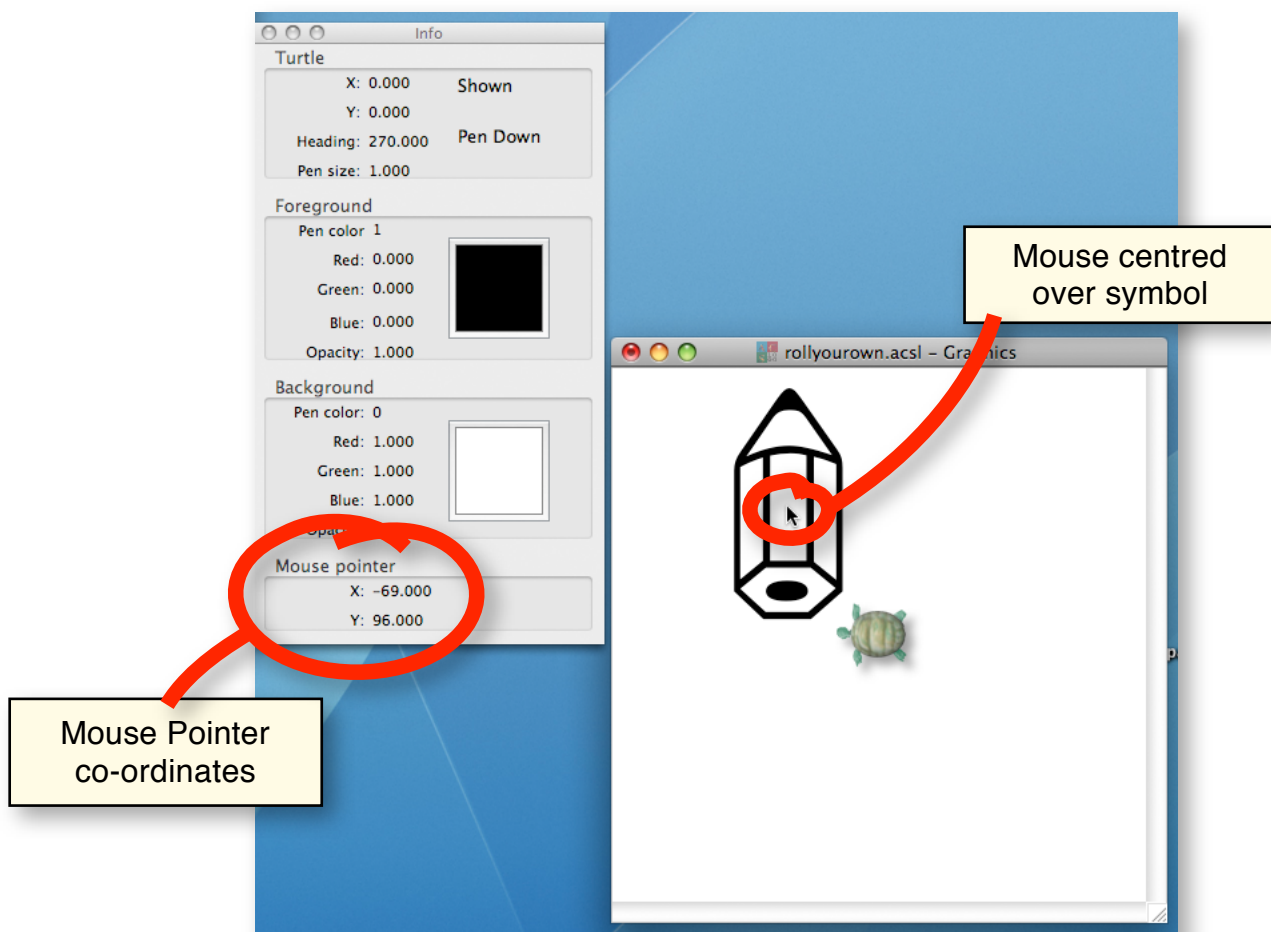 Info
Turtle
X: 0.000
Shown
Y: 0.000
Heading: 270.000
Pen Down
Pen size: 1.000
Foreground
Pen color 1
Red: 0.000
Green: 0.000
Blue: 0.000
Opacity: 1.000
Background
Pen color: 0
Red: 1.000
Green: 1.000
Blue: 1.000
Mouse pointer
X: -69.000
Y: 96.000
Mouse Pointer
co-ordinates
Mouse centred
over symbol
rollyourown.acsl – Graphics